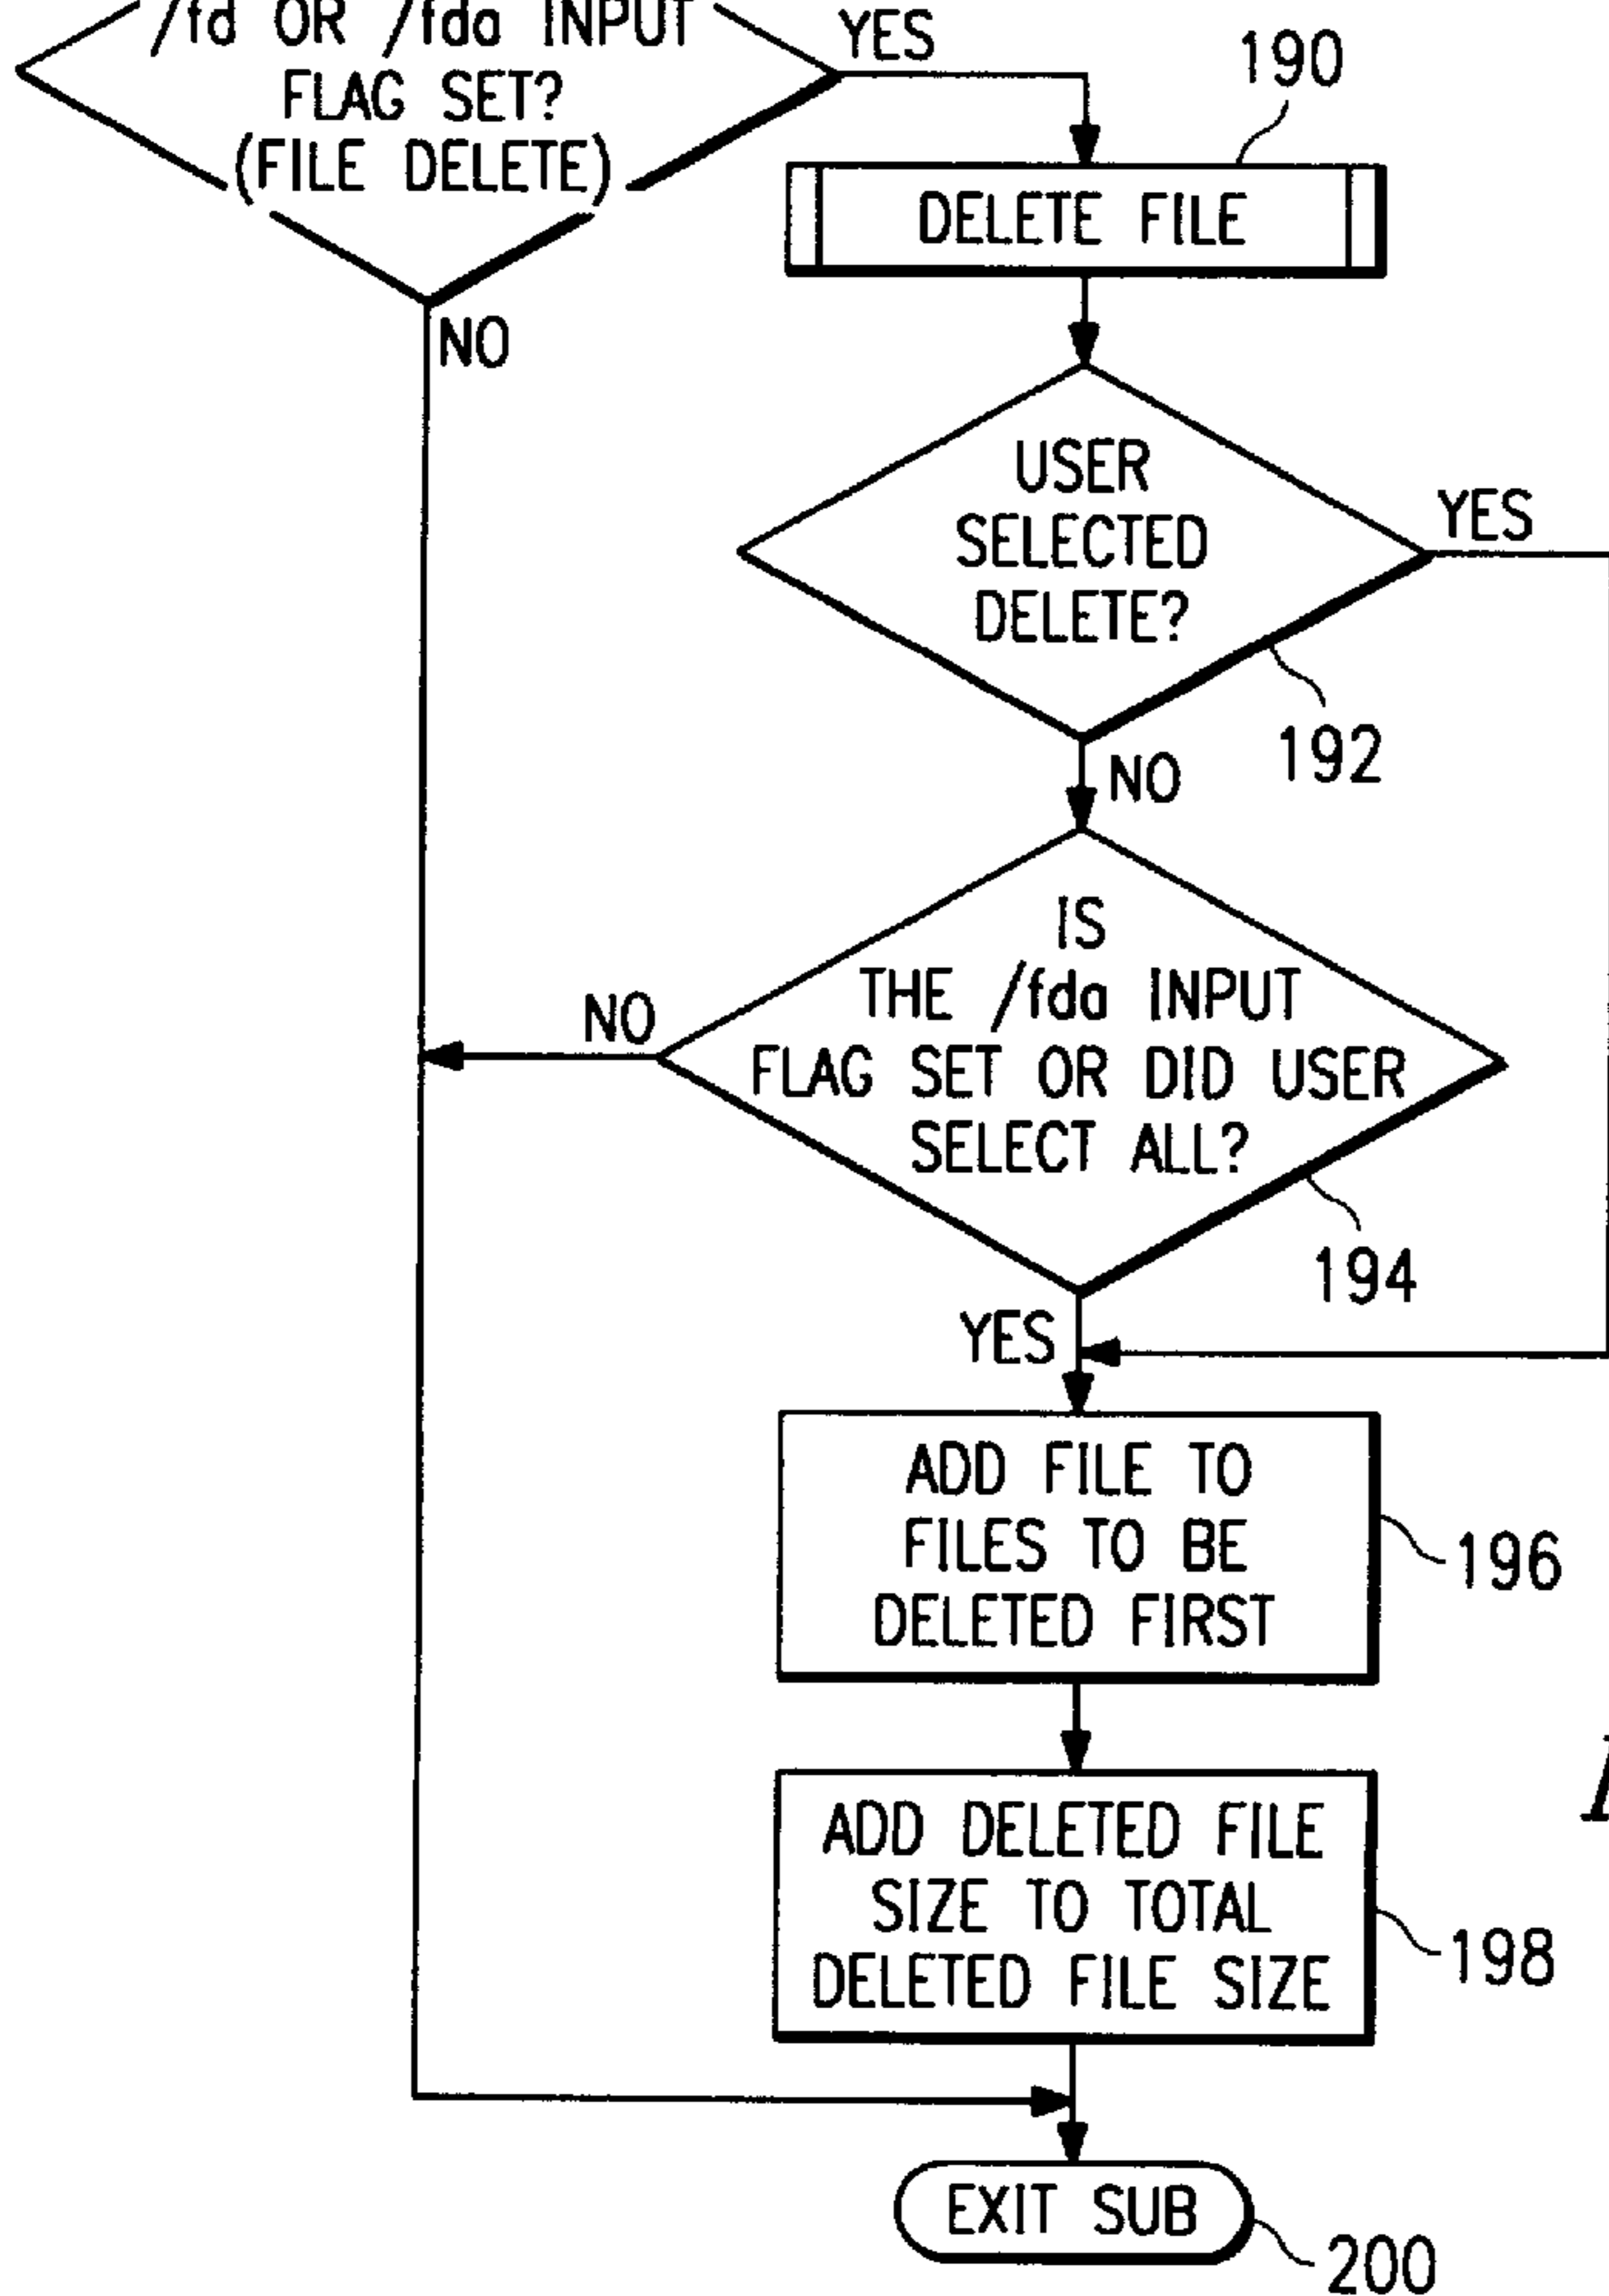 /fd OR /fda INPUT
FLAG SET?
(FILE DELETE)
YES
NO
190
DELETE FILE
USER
SELECTED
DELETE?
YES
192
NO
IS
THE /fda INPUT
FLAG SET OR DID USER
SELECT ALL?
NO
194
YES
ADD FILE TO
FILES TO BE
DELETED FIRST
196
ADD DELETED FILE
SIZE TO TOTAL
DELETED FILE SIZE
198
EXIT SUB
200